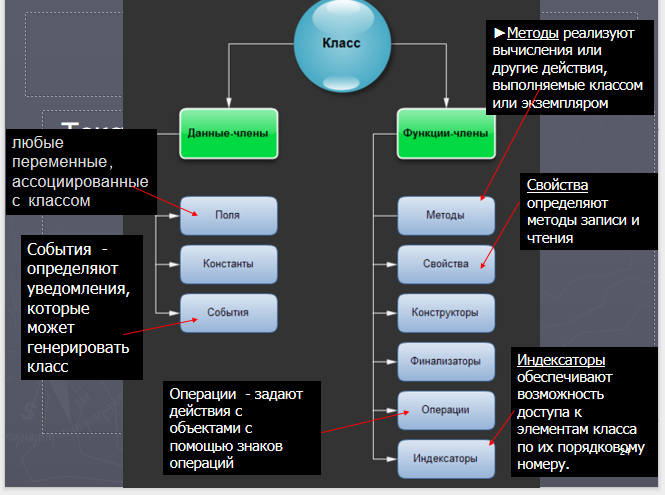 Класс
►Методы реализуют
вычисления или
другие действия,
выполняемые классом
или экземпляром
Данные-члены
Функции-члены
любые
переменные,
ассоциированные
с классом
Поля
Методы
Свойства
определяют
методы записи и
чтения
События -
определяют
уведомления,
которые
может
генерировать
класс
Константы
Свойства
События
Конструкторы
Финализаторы
Индексаторы
обеспечивают
возможность
доступа к
элементам класса
по их порядковому
номеру.
24
Операции - задают
действия с
объектами с
помощью знаков
операций
Операции
Индексаторы